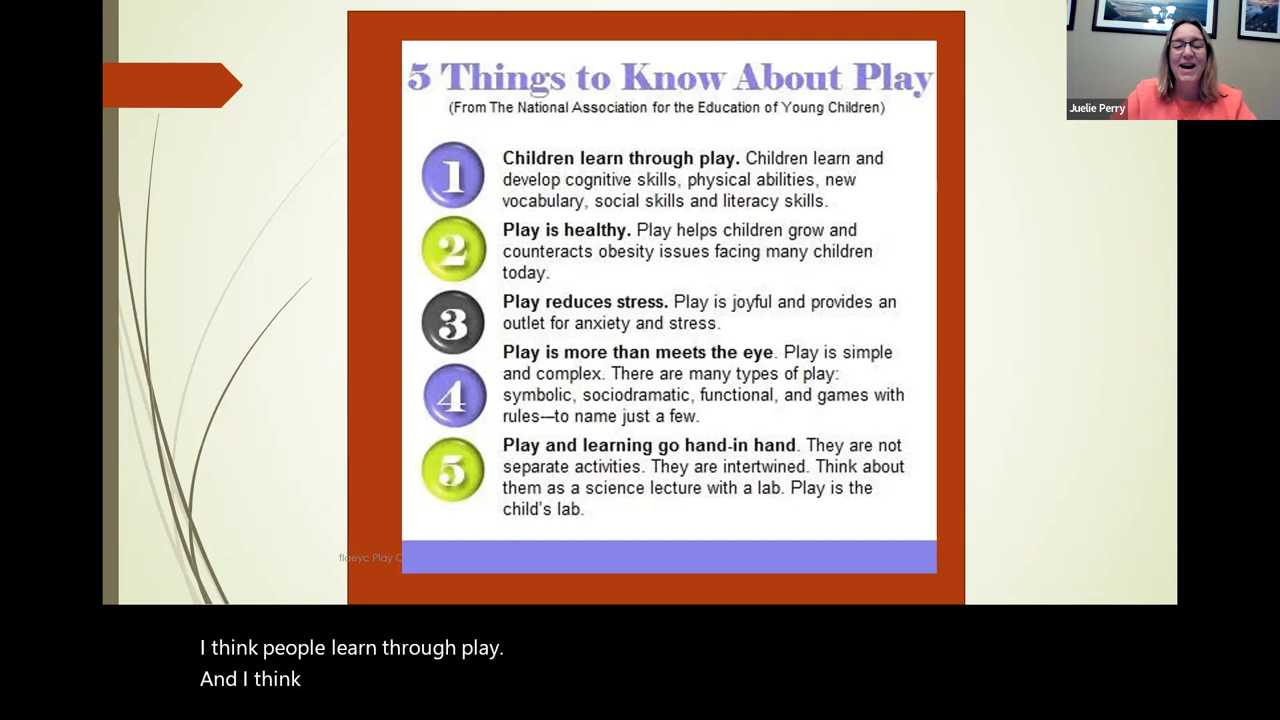 5 Things to Know About Play
(From The National Association for the Education of Young Children)
1
Children learn through play. Children learn and
develop cognitive skills, physical abilities, new
vocabulary, social skills and literacy skills.
2
Play is healthy. Play helps children grow and
counteracts obesity issues facing many children
today.
3
Play reduces stress. Play is joyful and provides an
outlet for anxiety and stress.
4
Play is more than meets the eye. Play is simple
and complex. There are many types of play:
symbolic, sociodramatic, functional, and games with
rules---to name just a few.
5
Play and learning go hand-in hand. They are not
separate activities. They are intertwined. Think about
them as a science lecture with a lab. Play is the
child's lab.
flaeyc Play C
Juelie Perry
I think people learn through play.
And I think